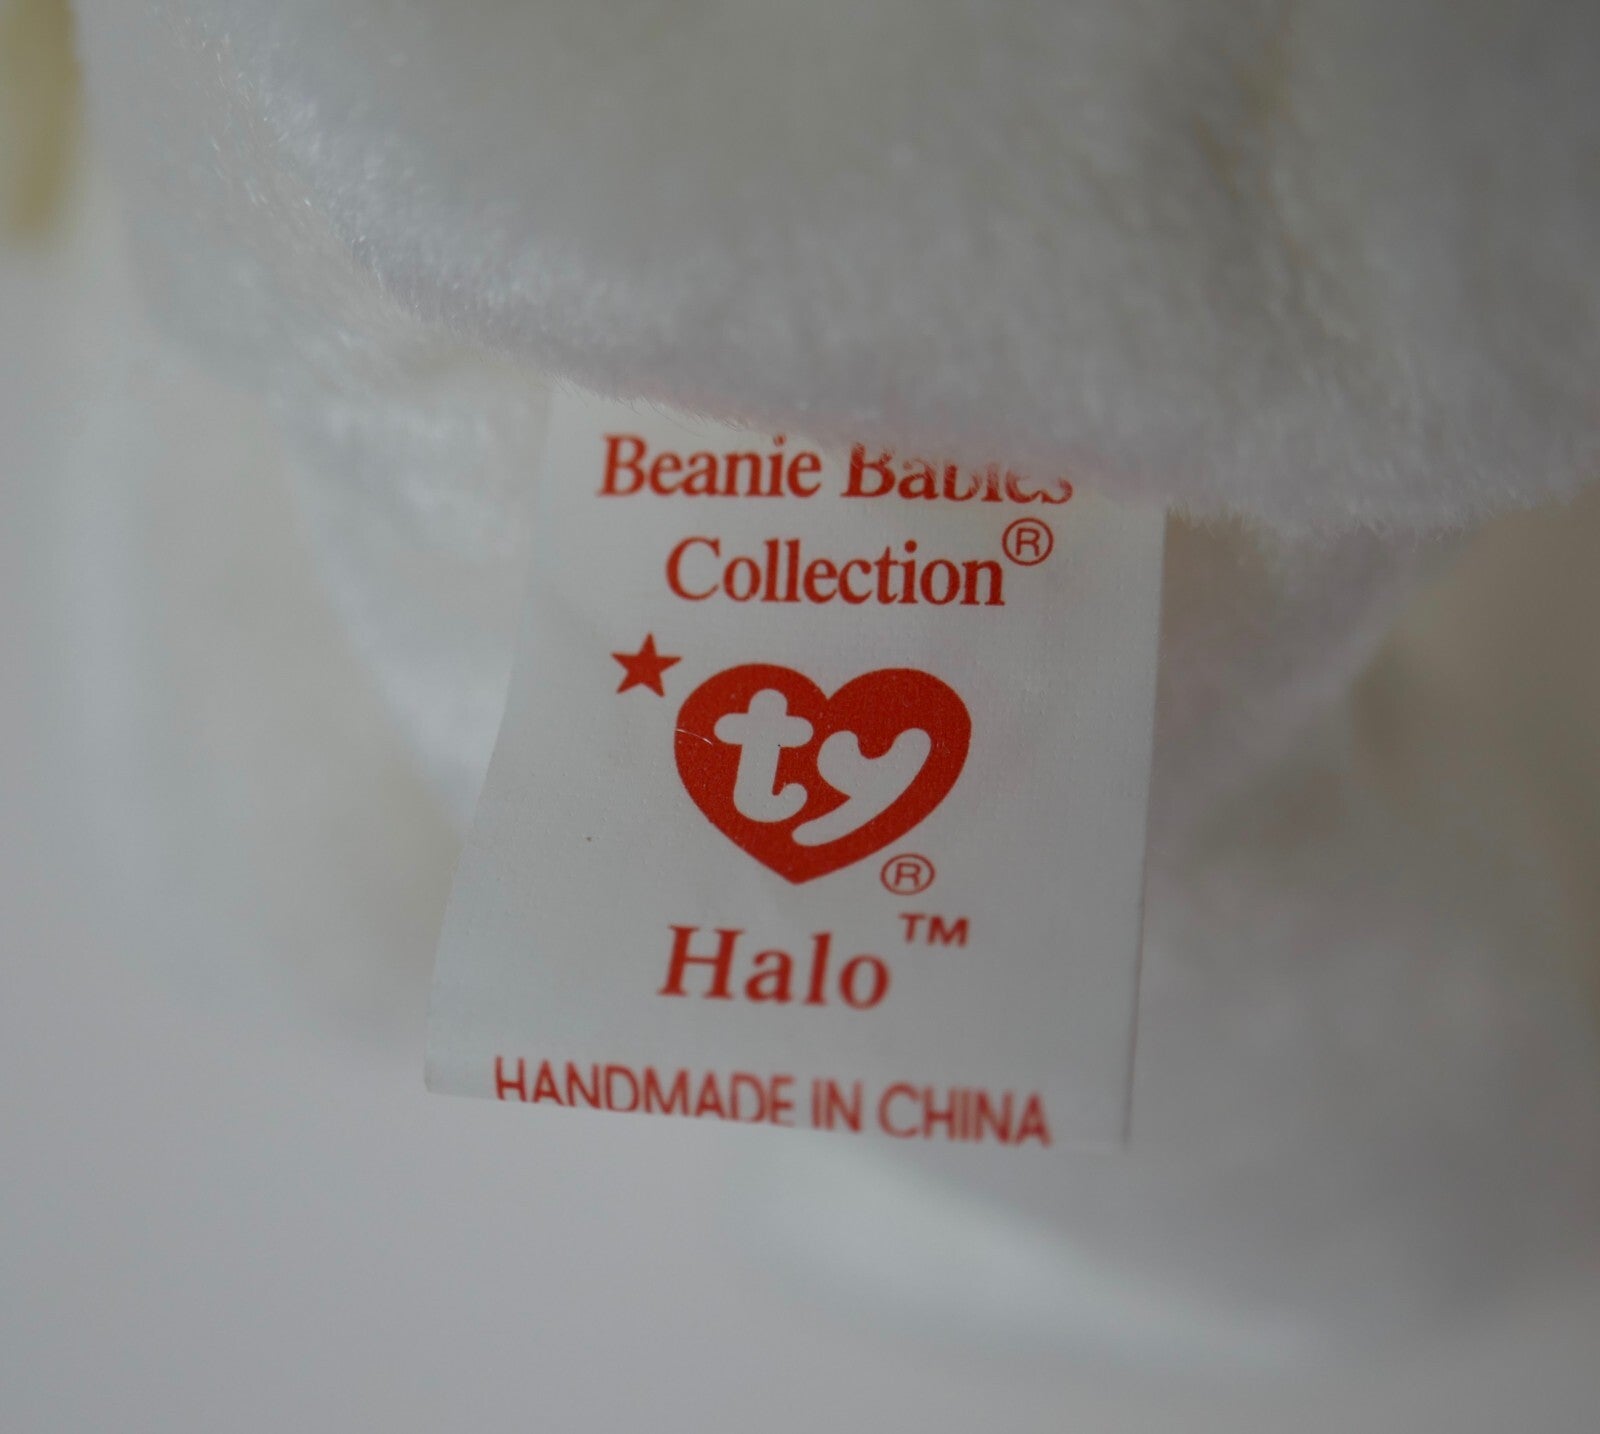 Beanie Babies
Collection®
ty®
Halo™
HANDMADE IN CHINA